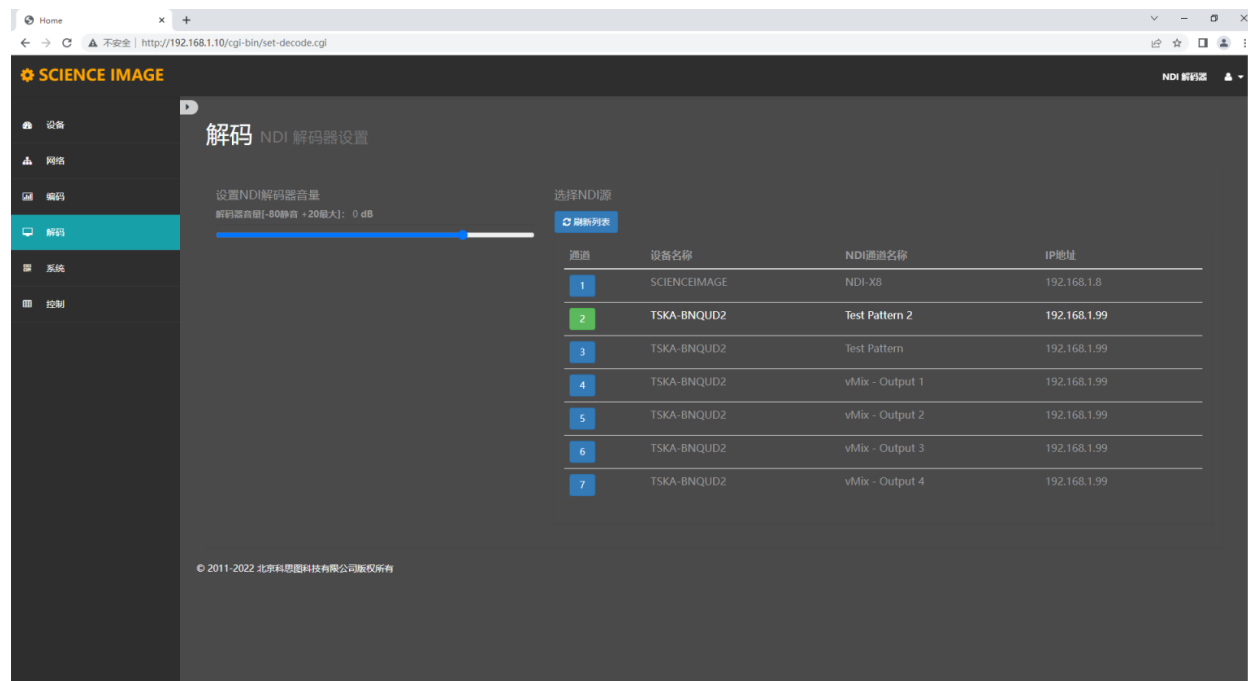 Home
不安全 | http://192.168.1.10/cgi-bin/set-decode.cgi
SCIENCE IMAGE
NDI 解码器
设备
网络
编码
解码
系统
控制
解码 NDI 解码器设置
设置NDI解码器音量
解码器音量[-80静音 +20最大]： 0 dB
选择NDI源
刷新列表
通道 设备名称 NDI通道名称 IP地址
1 SCIENCEIMAGE NDI-X8 192.168.1.8
2 TSKA-BNQUD2 Test Pattern 2 192.168.1.99
3 TSKA-BNQUD2 Test Pattern 192.168.1.99
4 TSKA-BNQUD2 vMix - Output 1 192.168.1.99
5 TSKA-BNQUD2 vMix - Output 2 192.168.1.99
6 TSKA-BNQUD2 vMix - Output 3 192.168.1.99
7 TSKA-BNQUD2 vMix - Output 4 192.168.1.99
© 2011-2022 北京科思图科技有限公司版权所有